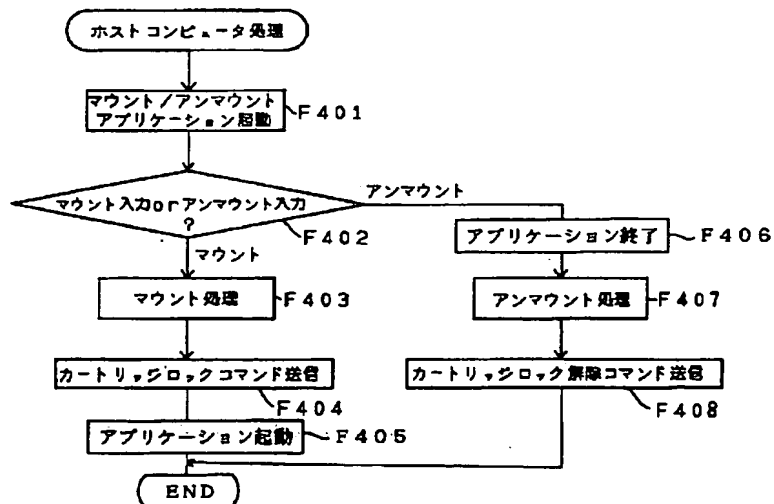 ホストコンピュータ処理
マウント/アンマウント
アプリケーション起動
F401
マウント入力orアンマウント入力
?
F402
アンマウント
マウント
アプリケーション終了
F406
マウント処理
F403
アンマウント処理
F407
カートリッジロックコマンド送信
F404
カートリッジロック解除コマンド送信
F408
アプリケーション起動
F405
END